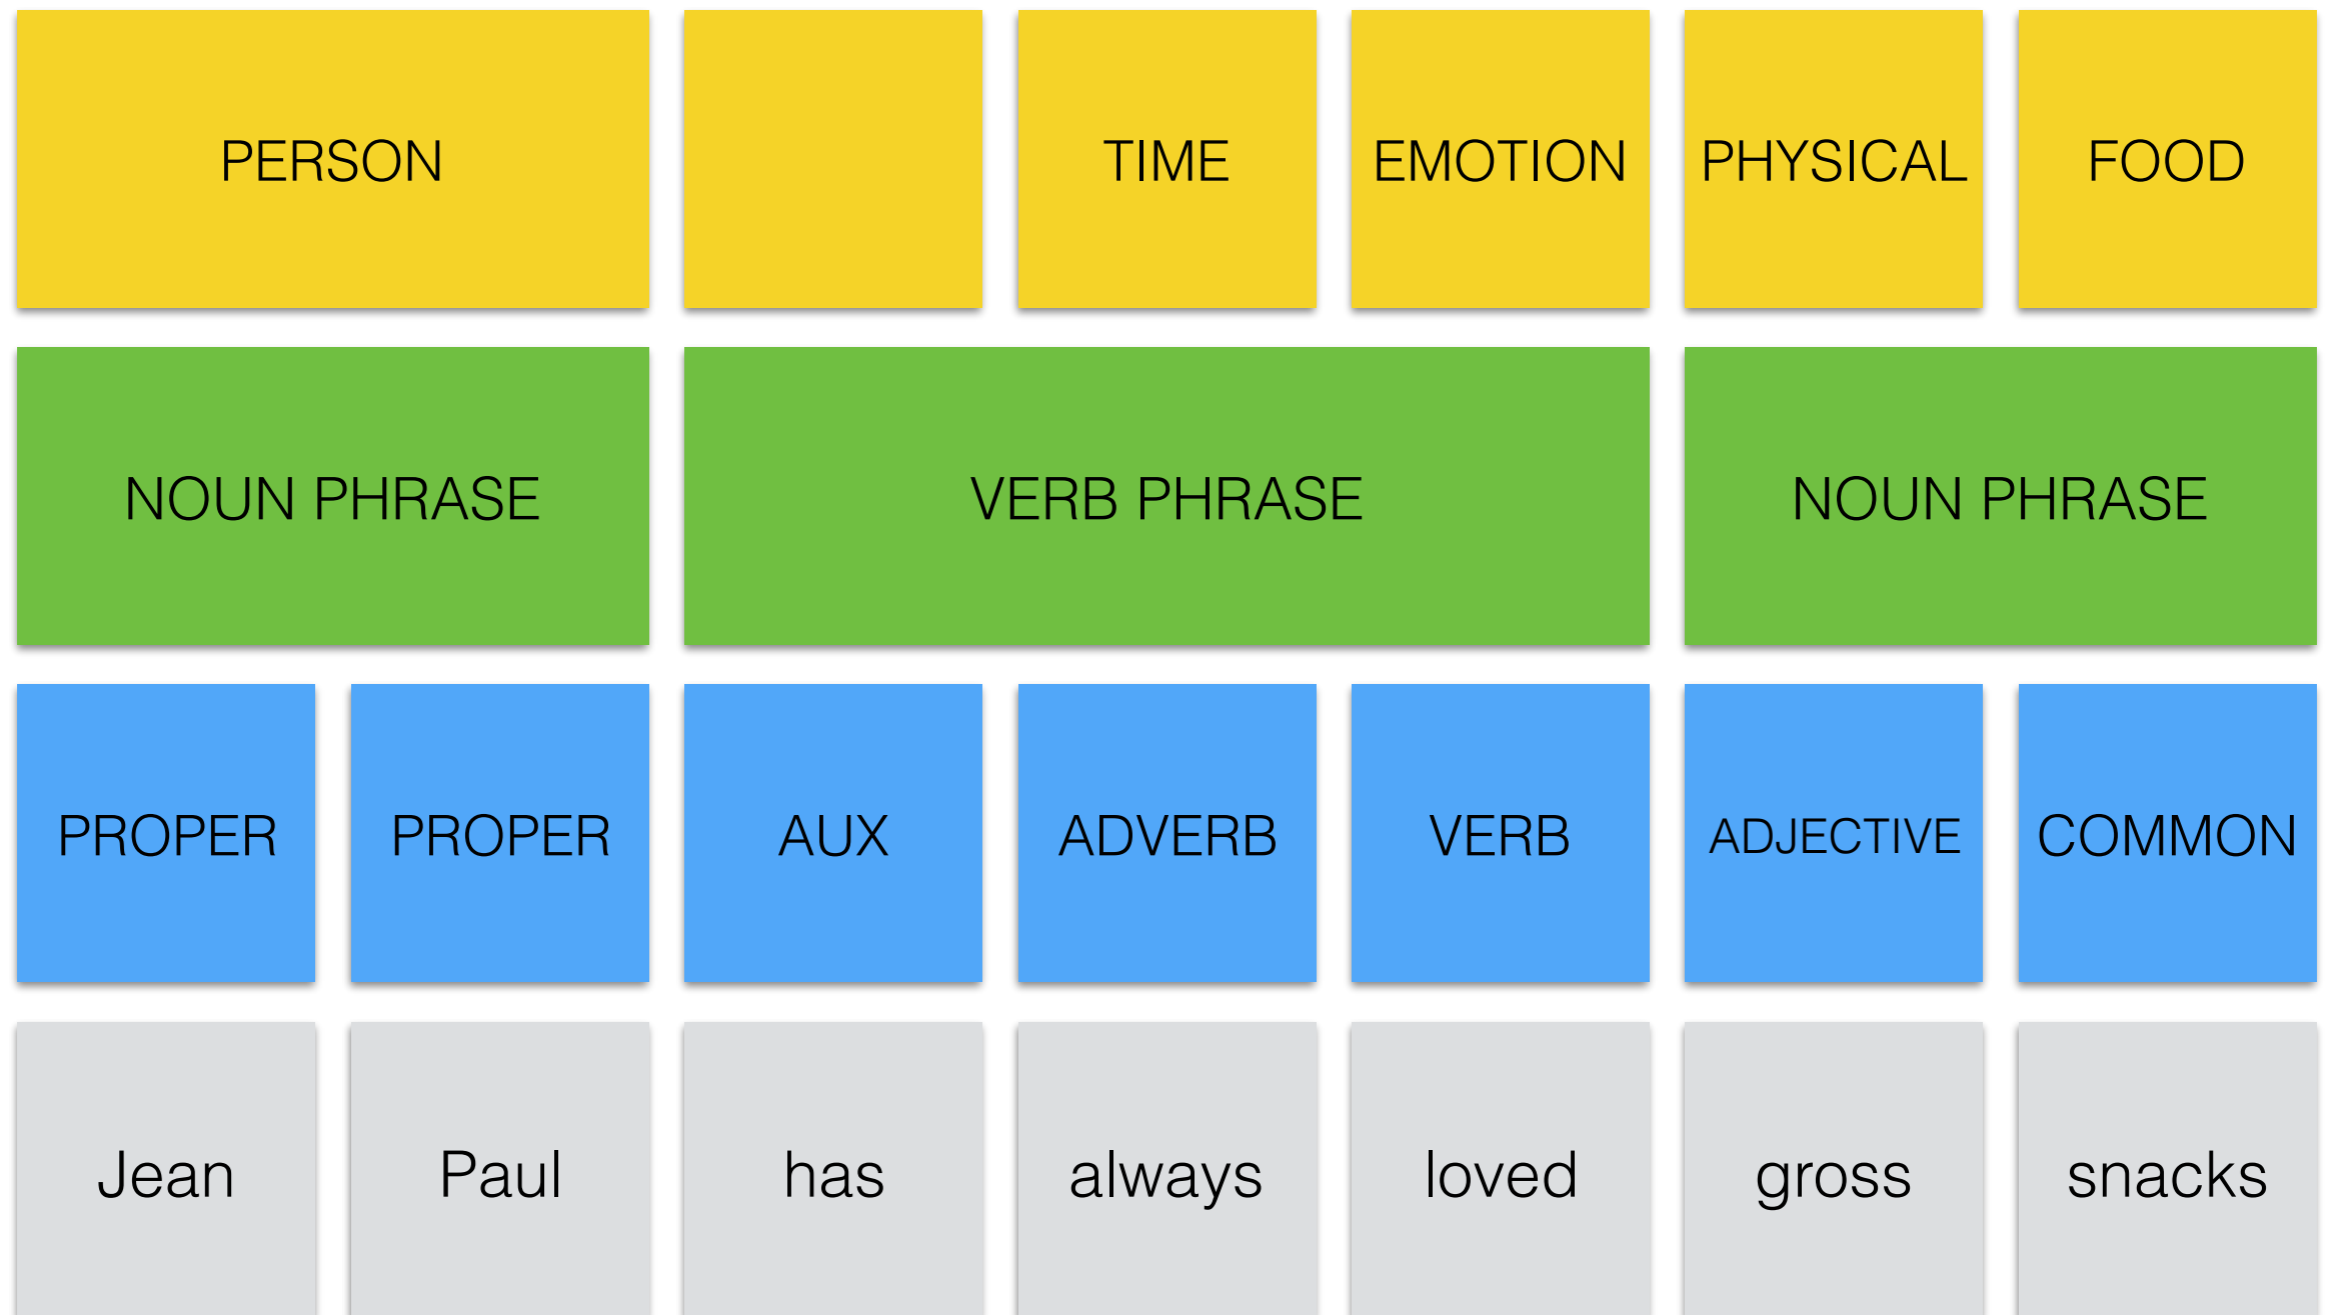 PERSON TIME EMOTION PHYSICAL FOOD
NOUN PHRASE VERB PHRASE NOUN PHRASE
PROPER PROPER AUX ADVERB VERB ADJECTIVE COMMON
Jean Paul has always loved gross snacks